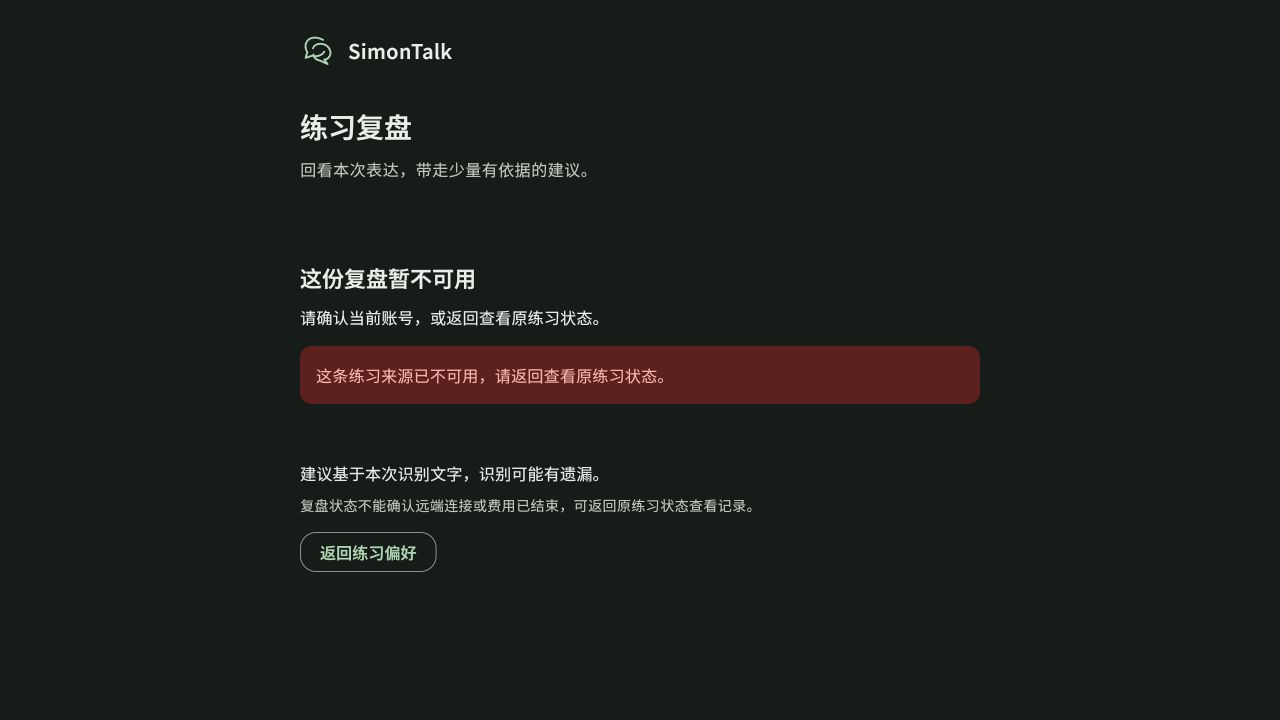 SimonTalk
练习复盘
回看本次表达，带走少量有依据的建议。
这份复盘暂不可用
请确认当前账号，或返回查看原练习状态。
这条练习来源已不可用，请返回查看原练习状态。
建议基于本次识别文字，识别可能有遗漏。
复盘状态不能确认远端连接或费用已结束，可返回原练习状态查看记录。
返回练习偏好